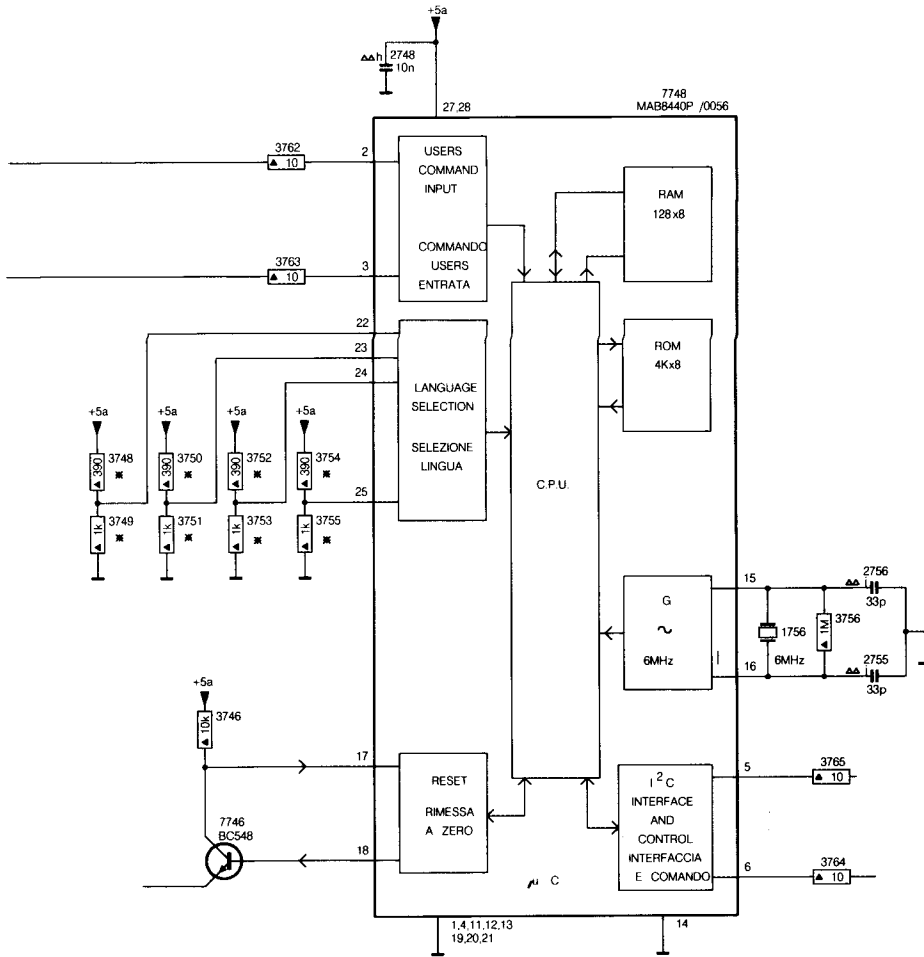 +5a
2748
10n
h
27,28
7748
MAB8440P /0056
3762
10
2
USERS
COMMAND
INPUT
COMMANDO
USERS
ENTRATA
RAM
128x8
3763
10
3
22
23
24
LANGUAGE
SELECTION
SELEZIONE
LINGUA
ROM
4Kx8
+5a
+5a
+5a
+5a
390
3748
390
3750
390
3752
390
3754
25
C.P.U.
1k
3749
1k
3751
1k
3753
1k
3755
15
G
~
6MHz
16
1756
6MHz
1M
3756
j
2756
33p
j
2755
33p
+5a
10k
3746
17
RESET
RIMESSA
A ZERO
18
7746
BC548
I²C
INTERFACE
AND
CONTROL
INTERFACCIA
E COMANDO
5
3765
10
6
3764
10
μ C
1,4,11,12,13
19,20,21
14